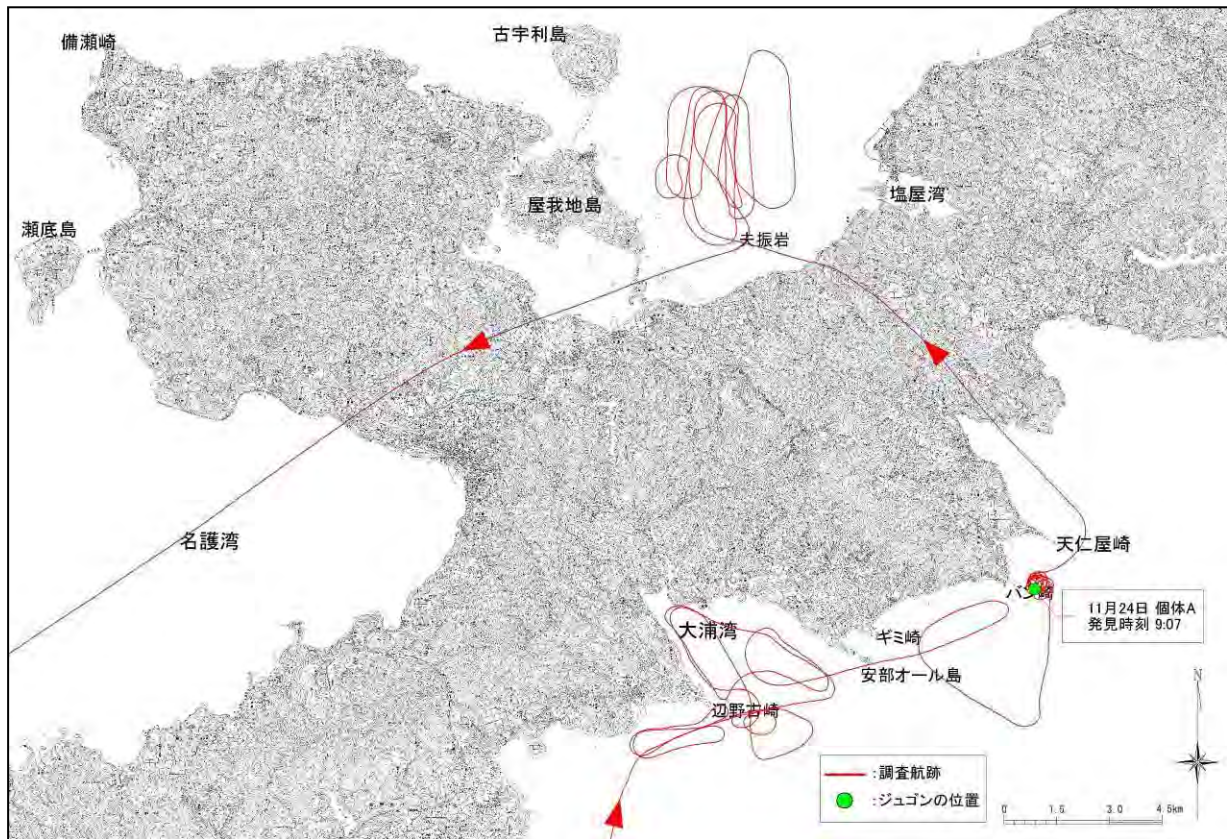 備瀬崎
古宇利島
瀬底島
屋我地島
塩屋湾
夫振岩
名護湾
天仁屋崎
バン崎
11月24日 個体A
発見時刻 9:07
大浦湾
ギミ崎
安部オール島
辺野古崎
N
:調査航跡
:ジュゴンの位置
0 1.5 3.0 4.5km